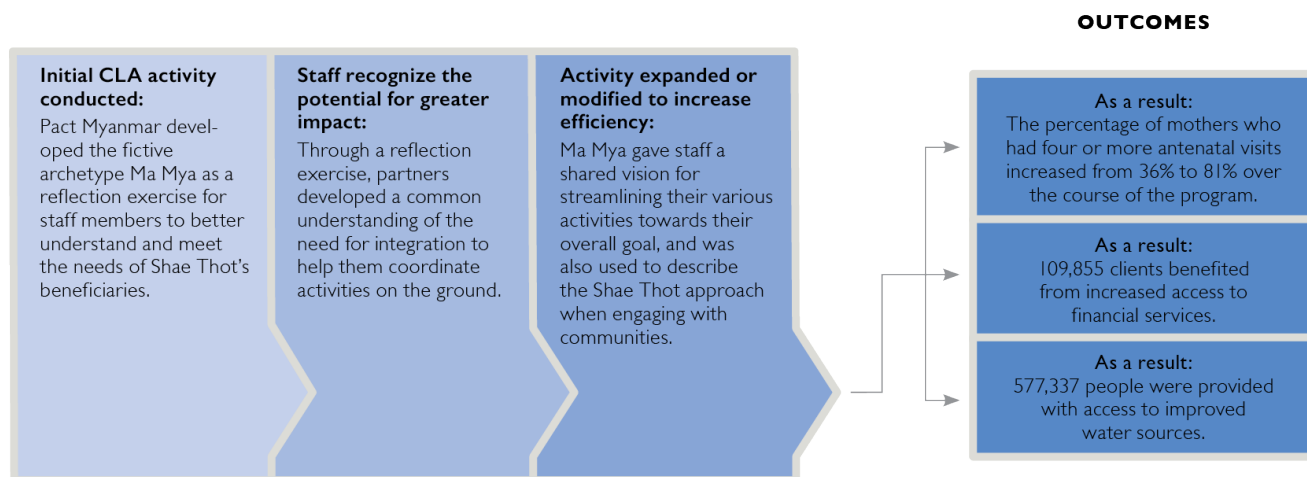 OUTCOMES
Initial CLA activity
conducted:
Pact Myanmar devel-
oped the fictive
archetype Ma Mya as a
reflection exercise for
staff members to better
understand and meet
the needs of Shae Thot’s
beneficiaries.
Staff recognize the
potential for greater
impact:
Through a reflection
exercise, partners
developed a common
understanding of the
need for integration to
help them coordinate
activities on the ground.
Activity expanded or
modified to increase
efficiency:
Ma Mya gave staff a
shared vision for
streamlining their various
activities towards their
overall goal, and was
also used to describe
the Shae Thot approach
when engaging with
communities.
As a result:
The percentage of mothers who
had four or more antenatal visits
increased from 36% to 81% over
the course of the program.
As a result:
109,855 clients benefited
from increased access to
financial services.
As a result:
577,337 people were provided
with access to improved
water sources.